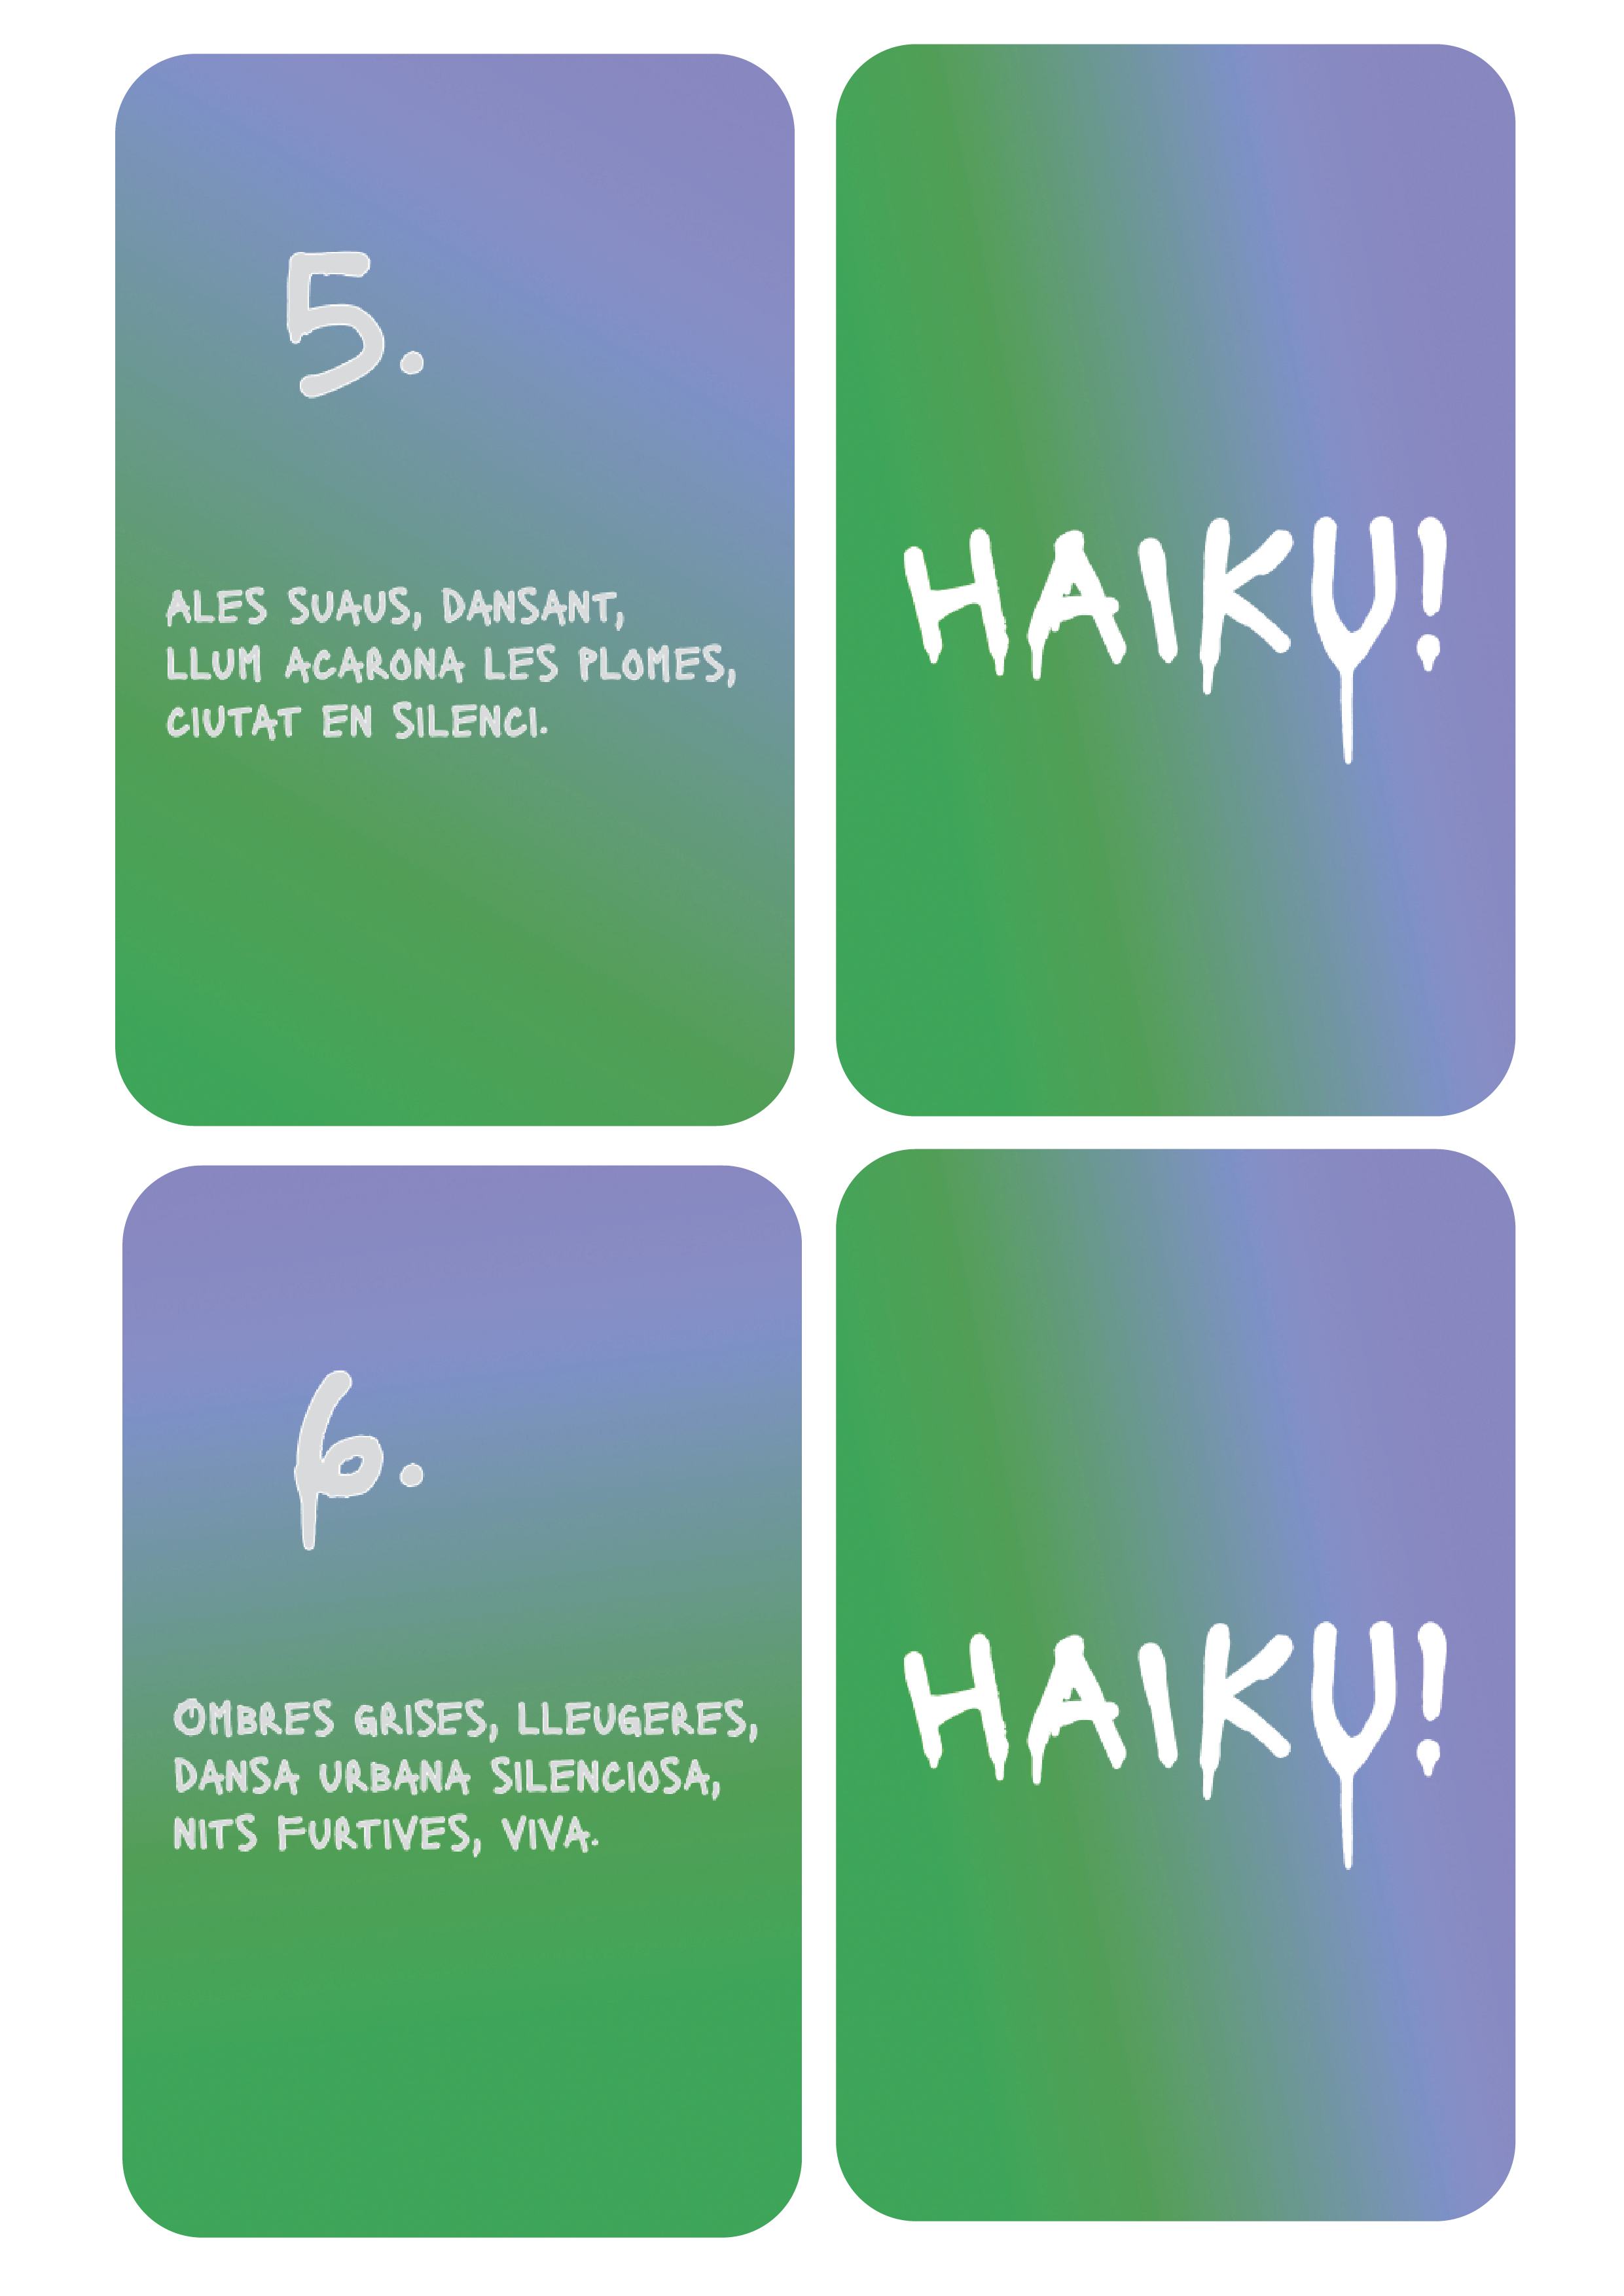 5.
ALES SUAUS, DANSANT,
LLUM ACARONA LES PLOMES,
CIUTAT EN SILENCI.
HAIKU!
6.
OMBRES GRISES, LLEUGERES,
DANSA URBANA SILENCIOSA,
NITS FURTIVES, VIVA.
HAIKU!